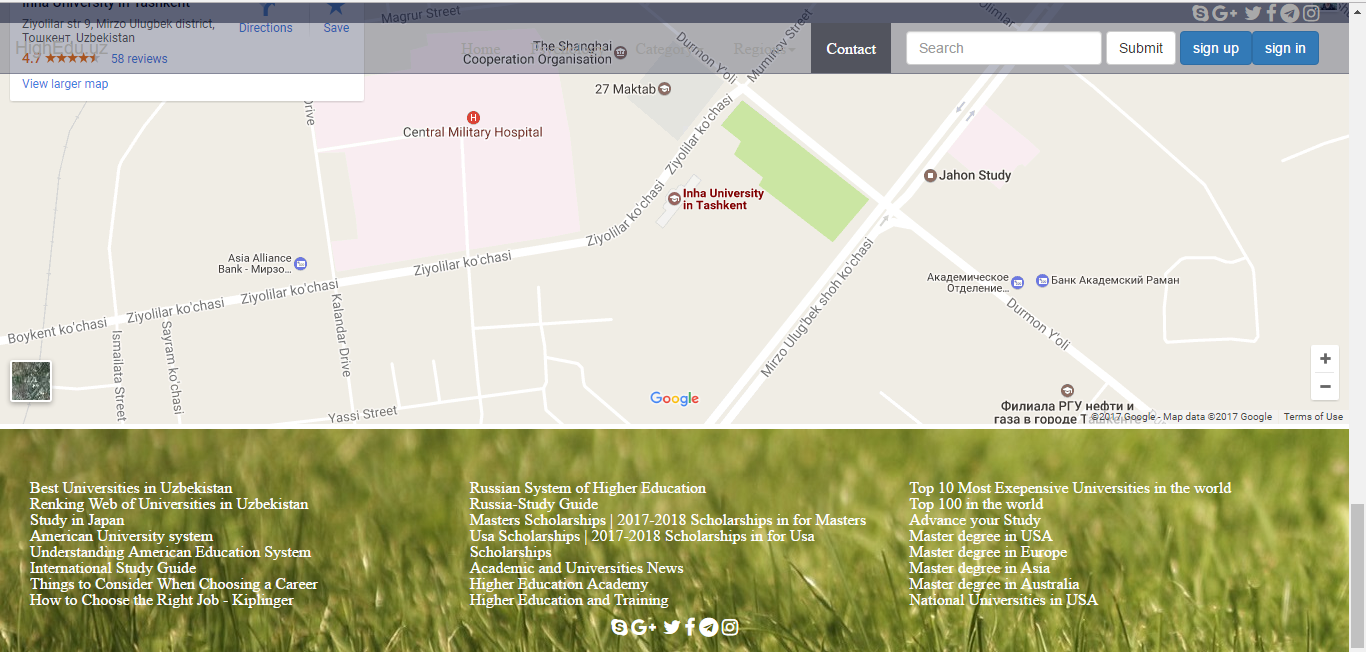 Inha University in Tashkent
Magrur Street
Ziyolilar str 9, Mirzo Ulugbek district,
Тошкент, Uzbekistan
Directions
Save
HighEdu.uz
4.7
58 reviews
View larger map
Home
Categ
Region
Contact
Search
Submit
sign up
sign in
The Shanghai
Cooperation Organisation
Durmon Y'oli
Muminov Street
27 Maktab
Drive
H
Central Military Hospital
Ziyolilar ko'chasi
Jahon Study
Inha University
in Tashkent
Ziyolilar ko'chasi
Asia Alliance
Bank - Мирзо...
Ziyolilar ko'chasi
Ziyolilar ko'chasi
Ziyolilar ko'chasi
Boykent ko'chasi
Академическое
Отделение...
Банк Академский Раман
Mirzo Ulug'bek shoh ko'chasi
Durmon Y'oli
Ismailata Street
Sayram ko'chasi
Kalandar Drive
Yassi Street
Google
+
−
Филиала РГУ нефти и
газа в городе Ташкенте
©2017 Google - Map data ©2017 Google
Terms of Use
Best Universities in Uzbekistan
Renking Web of Universities in Uzbekistan
Study in Japan
American University system
Understanding American Education System
International Study Guide
Things to Consider When Choosing a Career
How to Choose the Right Job - Kiplinger
Russian System of Higher Education
Russia-Study Guide
Masters Scholarships | 2017-2018 Scholarships in for Masters
Usa Scholarships | 2017-2018 Scholarships in for Usa
Scholarships
Academic and Universities News
Higher Education Academy
Higher Education and Training
Top 10 Most Exepensive Universities in the world
Top 100 in the world
Advance your Study
Master degree in USA
Master degree in Europe
Master degree in Asia
Master degree in Australia
National Universities in USA